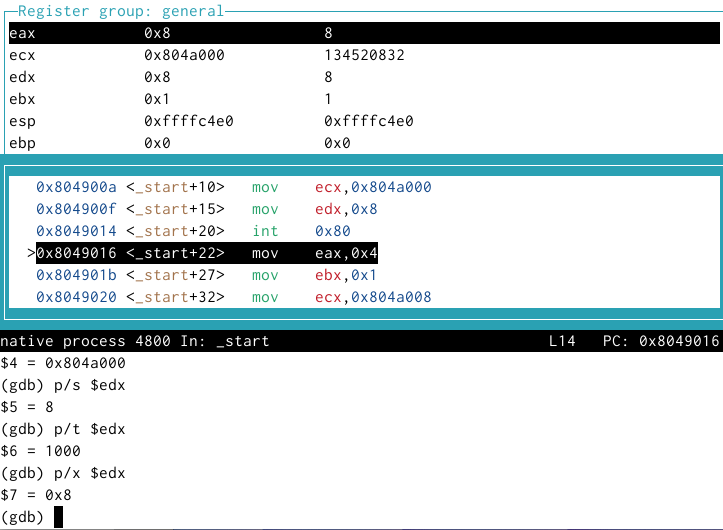 Register group: general
eax 0x8 8
ecx 0x804a000 134520832
edx 0x8 8
ebx 0x1 1
esp 0xffffc4e0 0xffffc4e0
ebp 0x0 0x0
0x804900a <_start+10> mov ecx,0x804a000
0x804900f <_start+15> mov edx,0x8
0x8049014 <_start+20> int 0x80
>0x8049016 <_start+22> mov eax,0x4
0x804901b <_start+27> mov ebx,0x1
0x8049020 <_start+32> mov ecx,0x804a008
native process 4800 In: _start L14 PC: 0x8049016
$4 = 0x804a000
(gdb) p/s $edx
$5 = 8
(gdb) p/t $edx
$6 = 1000
(gdb) p/x $edx
$7 = 0x8
(gdb)